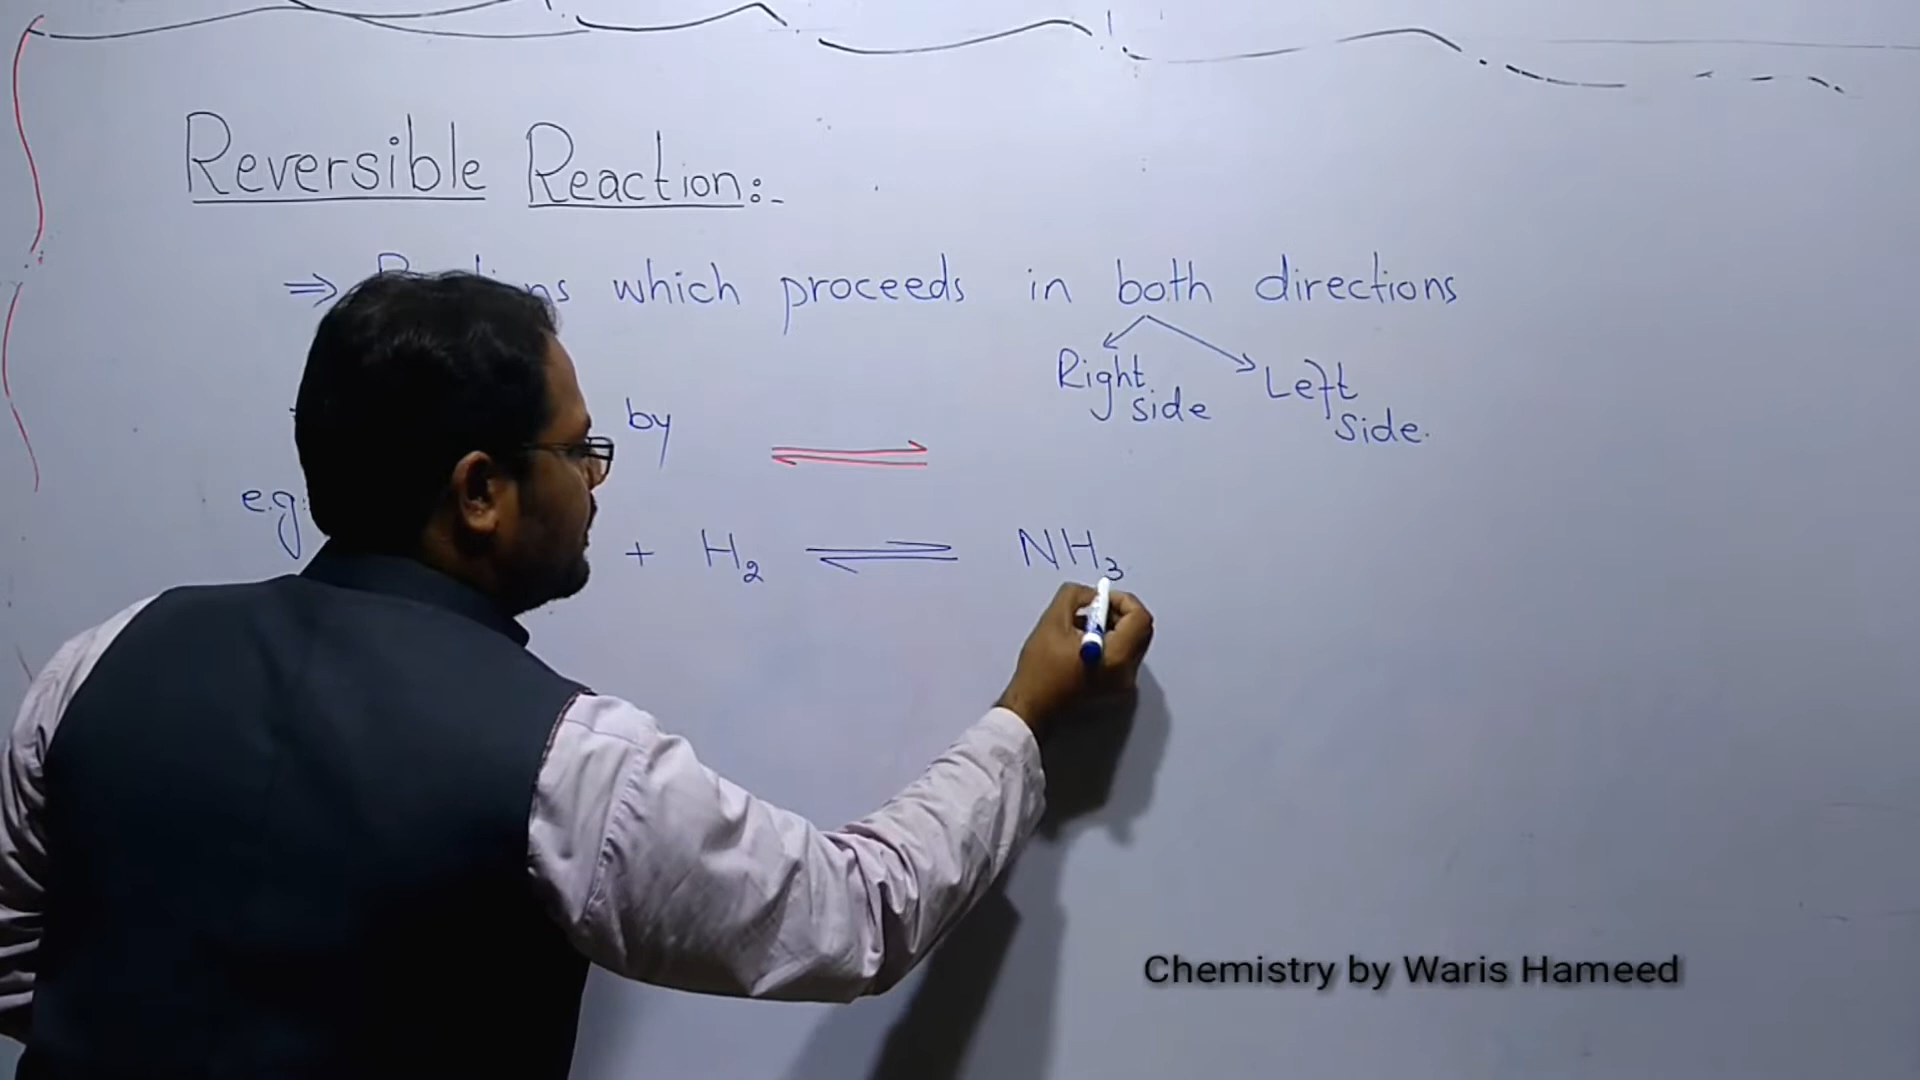 Reversible Reaction:-
⇒ which proceeds in both directions
Right side
Left side.
by ⇌
e.g:
+ H₂ ⇌ NH₃
Chemistry by Waris Hameed